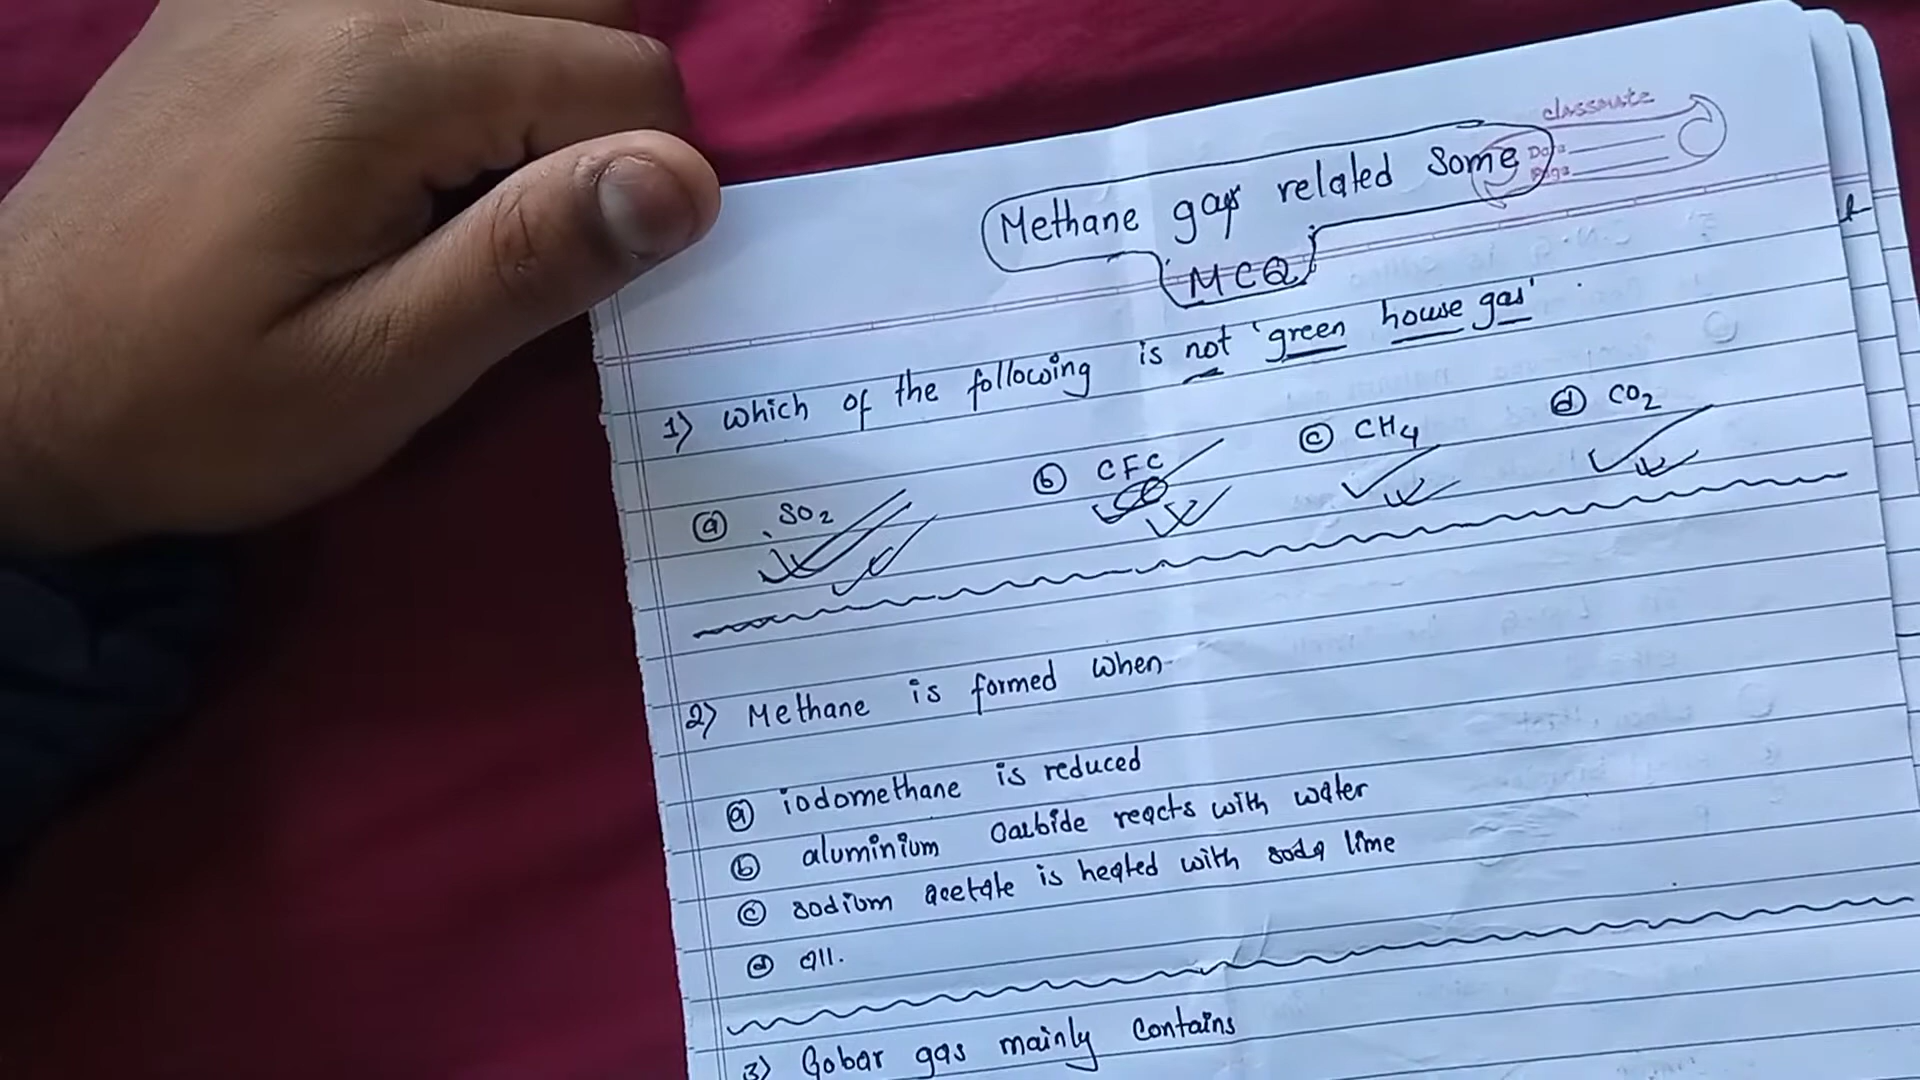 classmate
Date
Page
Methane gas related some
MCQ
1) which of the following is not 'green house gas'
(a) SO2 (b) CFC (c) CH4 (d) CO2
2) Methane is formed when
(a) iodomethane is reduced
(b) aluminium carbide reacts with water
(c) sodium acetate is heated with soda lime
(d) all.
3) Gobar gas mainly contains